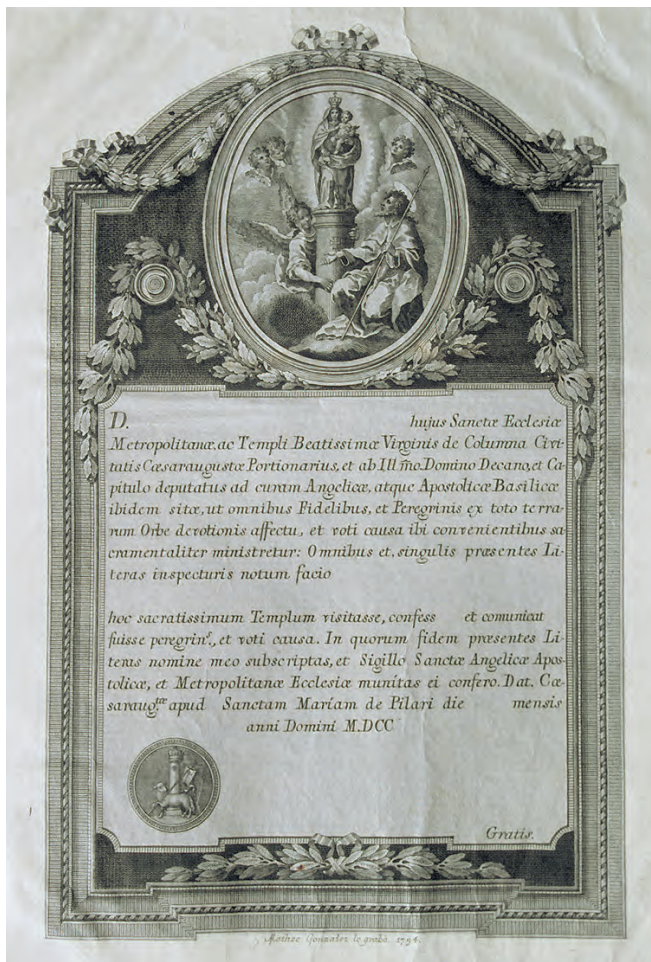 D. hujus Sanctæ Ecclesiæ
Metropolitanæ, ac Templi Beatissimæ Virginis de Columna Civi-
tatis Cæsaraugustæ Portionarius, et ab Ill m̃o. Domino Decano, et Ca-
pitulo deputatus ad curam Angelicæ, atque Apostolicæ Basilicæ
ibidem sitæ, ut omnibus Fidelibus, et Peregrinis ex toto terra-
rum Orbe devotionis affectu, et voti causa ibi convenientibus sa-
cramentaliter ministretur: Omnibus et, singulis præsentes Li-
teras inspecturis notum facio
hoc sacratissimum Templum visitasse, confess et comunicat
fuisse peregrin.ˢ, et voti causa. In quorum fidem præsentes Li-
teras nomine meo subscriptas, et Sigillo Sanctæ Angelicæ Apos-
tolicæ, et Metropolitanæ Ecclesiæ munitas ei confero. Dat. Cæ-
saraug.ᵗᵃᵉ apud Sanctam Mariam de Pilari die mensis
anni Domini M.DCC
Gratis.
Matheo Gonzalez lo grabó. 1794.